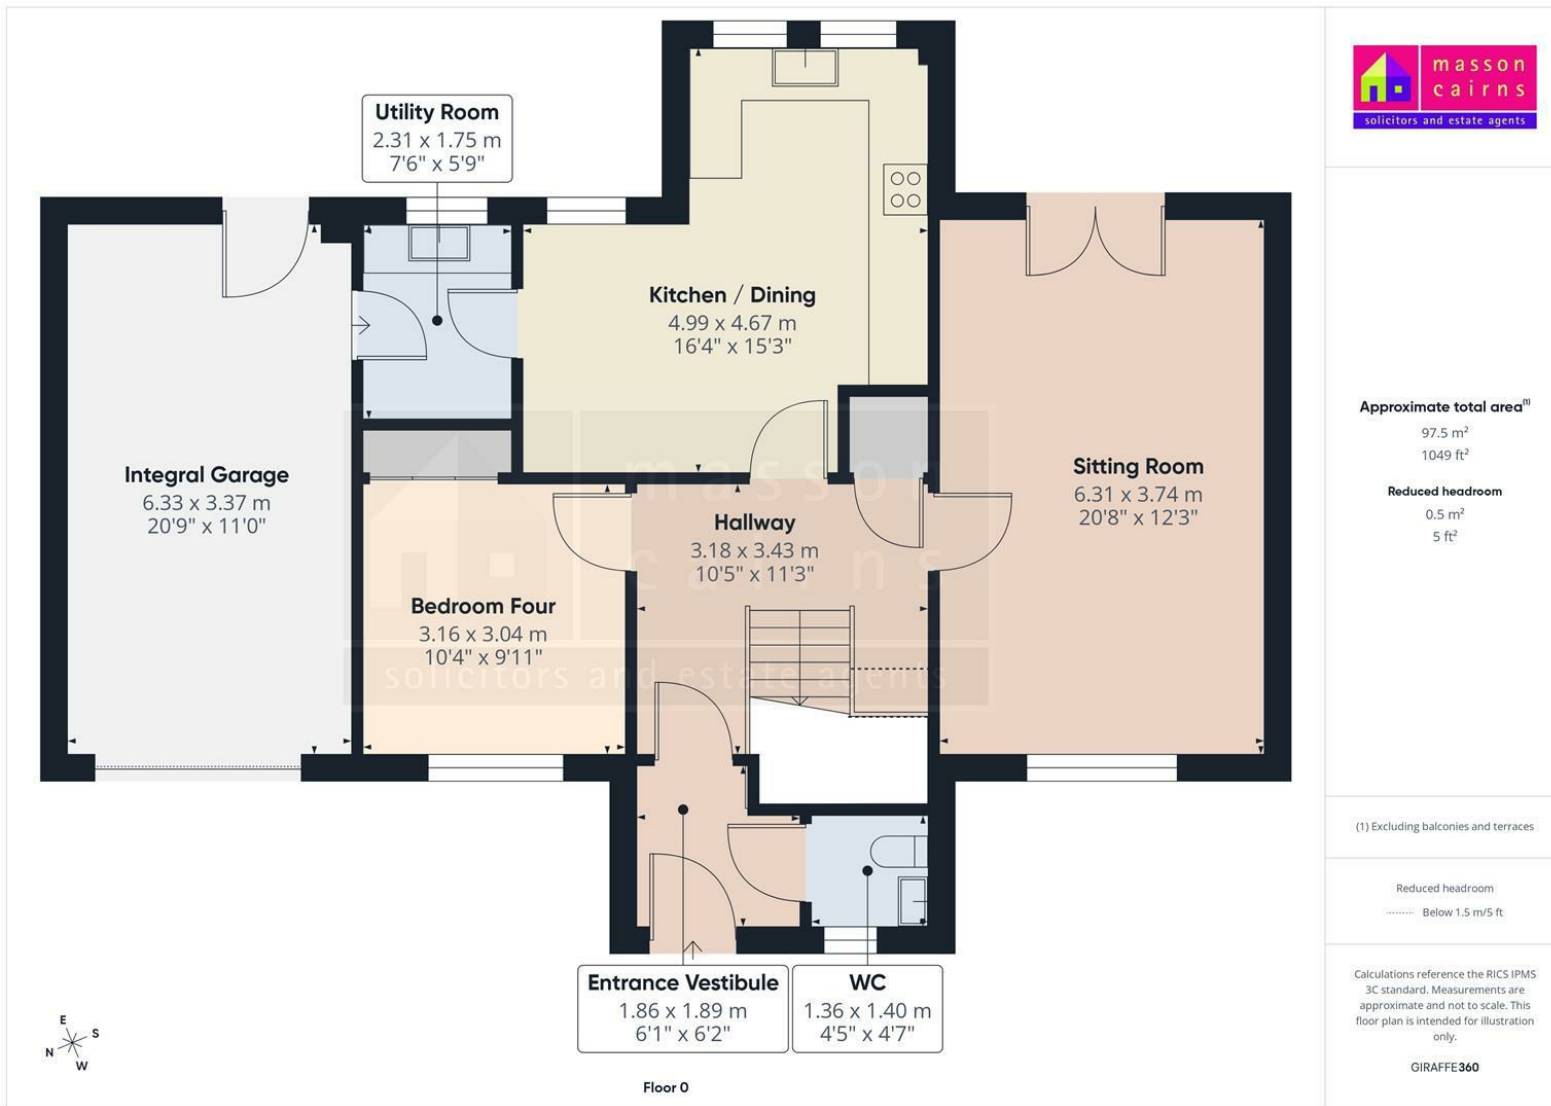 Utility Room
2.31 x 1.75 m
7'6" x 5'9"
Kitchen / Dining
4.99 x 4.67 m
16'4" x 15'3"
Integral Garage
6.33 x 3.37 m
20'9" x 11'0"
Sitting Room
6.31 x 3.74 m
20'8" x 12'3"
Hallway
3.18 x 3.43 m
10'5" x 11'3"
Bedroom Four
3.16 x 3.04 m
10'4" x 9'11"
masson
cairns
solicitors and estate agents
Entrance Vestibule
1.86 x 1.89 m
6'1" x 6'2"
WC
1.36 x 1.40 m
4'5" x 4'7"
E
S
N
W
Floor 0
masson
cairns
solicitors and estate agents
Approximate total area(1)
97.5 m²
1049 ft²
Reduced headroom
0.5 m²
5 ft²
(1) Excluding balconies and terraces
Reduced headroom
Below 1.5 m/5 ft
Calculations reference the RICS IPMS
3C standard. Measurements are
approximate and not to scale. This
floor plan is intended for illustration
only.
GIRAFFE360